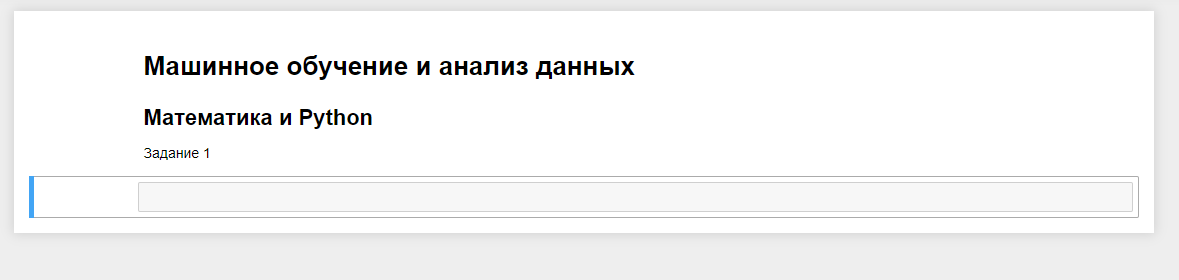 Машинное обучение и анализ данных
Математика и Python
Задание 1